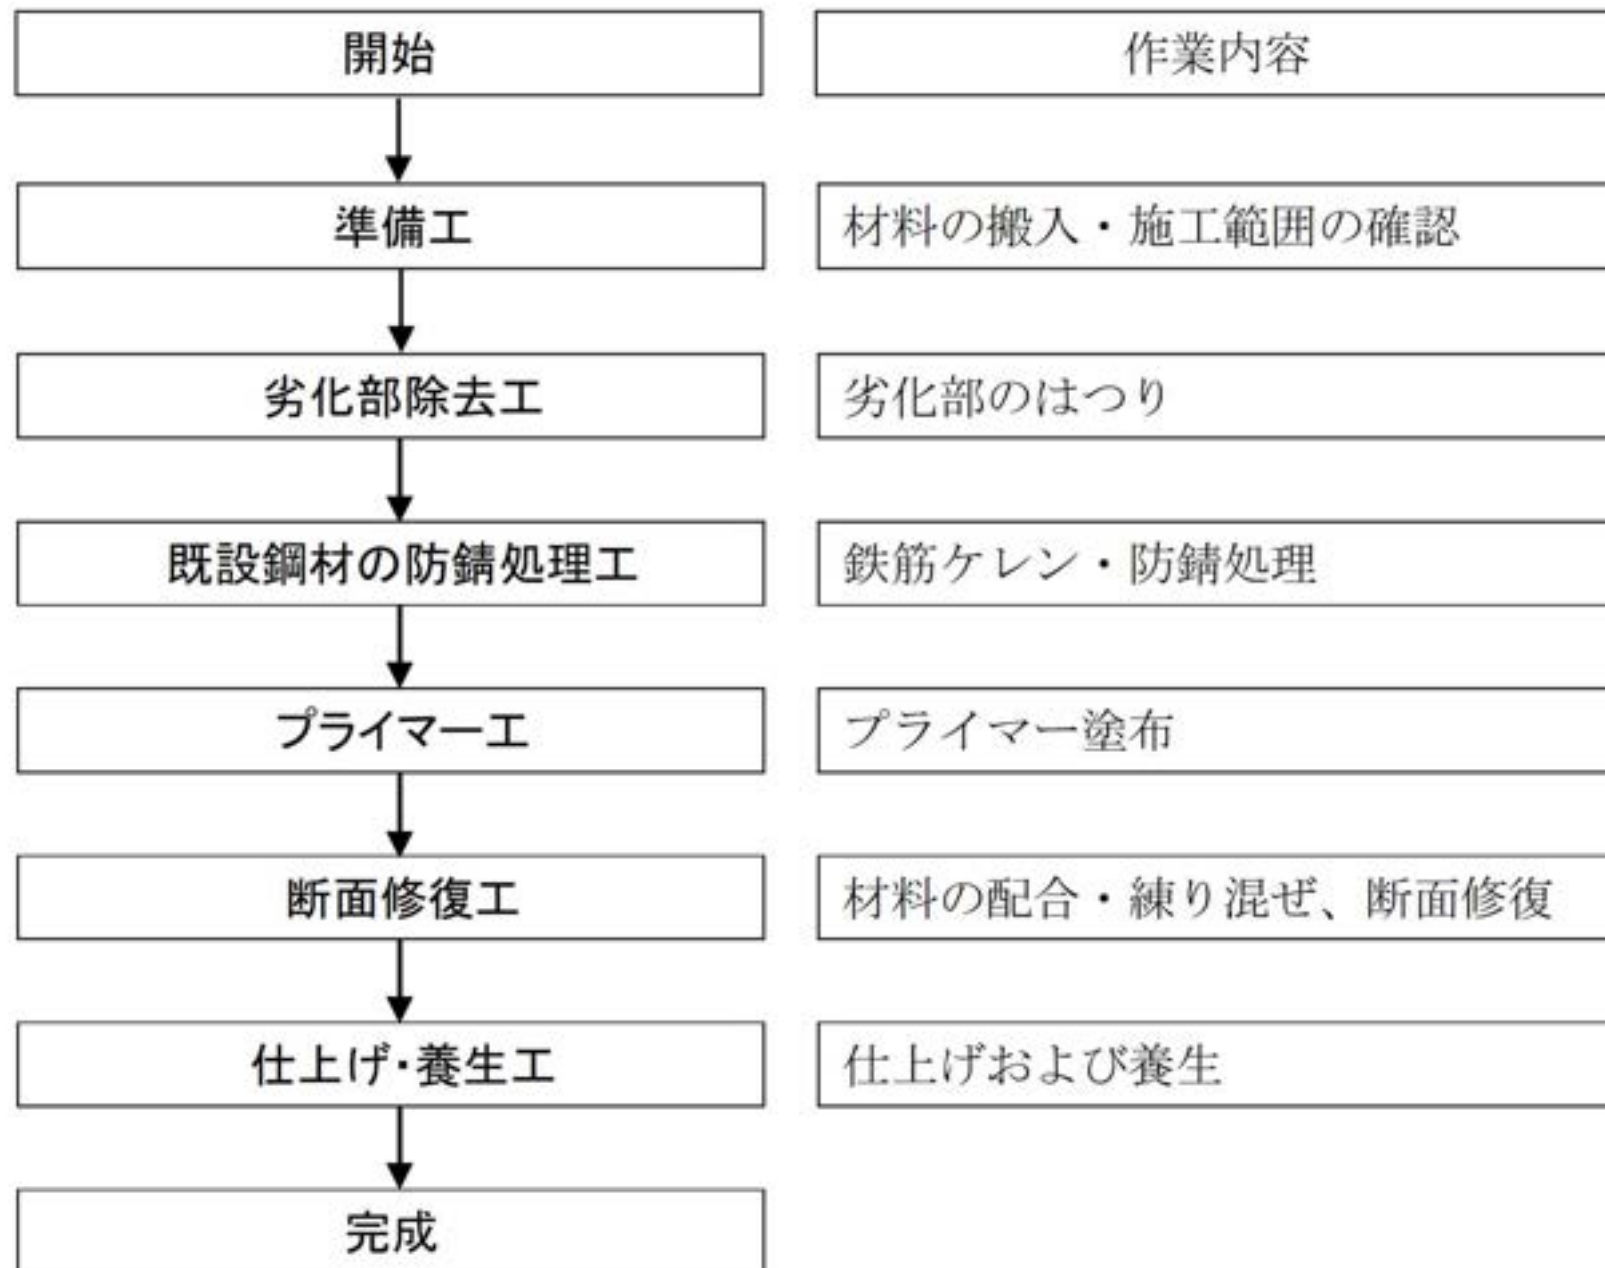 開始
作業内容
準備工
材料の搬入・施工範囲の確認
劣化部除去工
劣化部のはつり
既設鋼材の防錆処理工
鉄筋ケレン・防錆処理
プライマー工
プライマー塗布
断面修復工
材料の配合・練り混ぜ、断面修復
仕上げ・養生工
仕上げおよび養生
完成